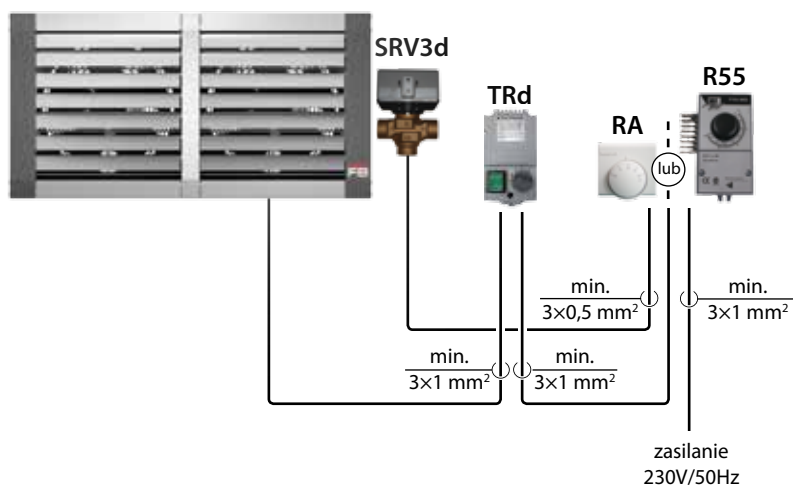 SRV3d
TRd
RA
R55
lub
min.
3×0,5 mm²
min.
3×1 mm²
min.
3×1 mm²
min.
3×1 mm²
zasilanie
230V/50Hz